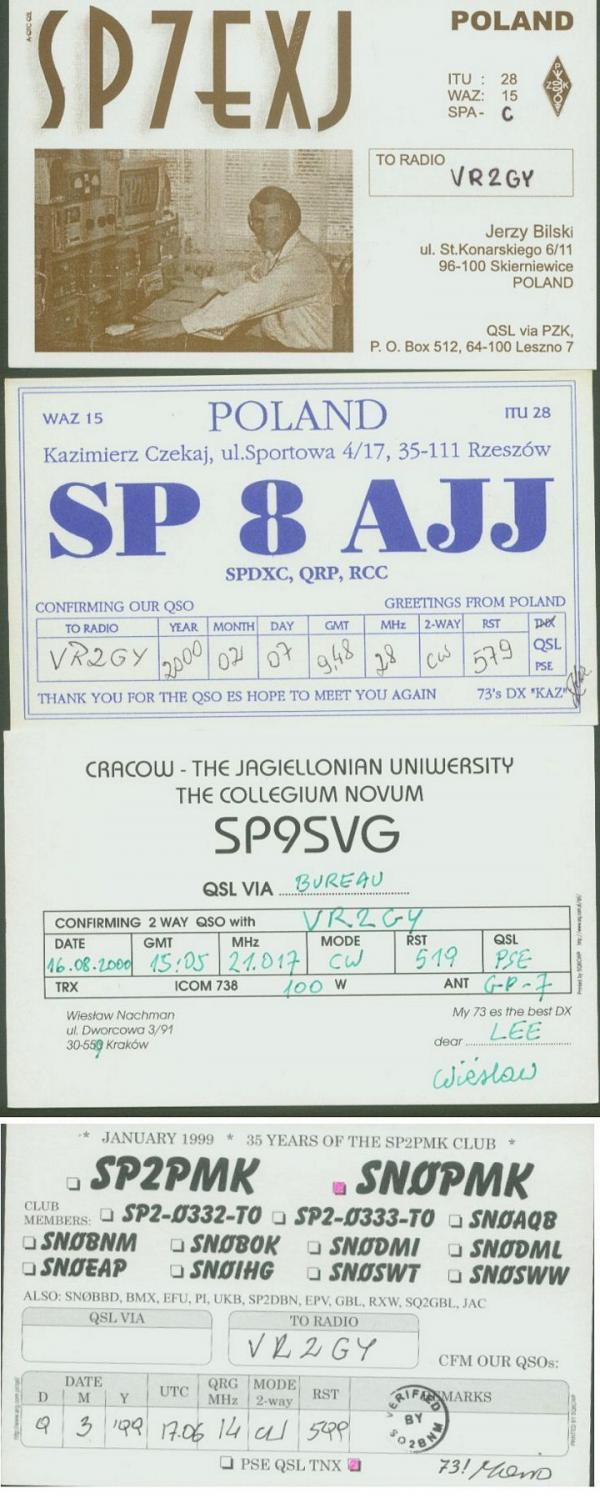 SP7EXJ
POLAND
ITU : 28
WAZ: 15
SPA- C
P
Z K
TO RADIO
VR2GY
Jerzy Bilski
ul. St.Konarskiego 6/11
96-100 Skierniewice
POLAND
QSL via PZK,
P. O. Box 512, 64-100 Leszno 7
WAZ 15 POLAND ITU 28
Kazimierz Czekaj, ul.Sportowa 4/17, 35-111 Rzeszów
SP 8 AJJ
SPDXC, QRP, RCC
CONFIRMING OUR QSO GREETINGS FROM POLAND
TO RADIO YEAR MONTH DAY GMT MHz 2-WAY RST TNX
VR2GY 2000 02 07 948 28 CW 579 QSL
PSE
THANK YOU FOR THE QSO ES HOPE TO MEET YOU AGAIN 73's DX "KAZ"
CRACOW - THE JAGIELLONIAN UNIWERSITY
THE COLLEGIUM NOVUM
SP9SVG
QSL VIA BUREAU
CONFIRMING 2 WAY QSO with VR2GY
DATE GMT MHz MODE RST QSL
16.08.2000 15:05 21.017 CW 519 PSE
TRX ICOM 738 100 W ANT G-P-7
Wiesław Nachman
ul. Dworcowa 3/91
30-559 Kraków
My 73 es the best DX
dear LEE
Wiesław
* JANUARY 1999 * 35 YEARS OF THE SP2PMK CLUB *
SP2PMK SNØPMK
CLUB
MEMBERS: SP2-Ø332-TO SP2-Ø333-TO SNØAQB
SNØBNM SNØBOK SNØDMI SNØDML
SNØEAP SNØIHG SNØSWT SNØSWW
ALSO: SNØBBD, BMX, EFU, PI, UKB, SP2DBN, EPV, GBL, RXW, SQ2GBL, JAC
QSL VIA TO RADIO
VR2GY
CFM OUR QSOs:
DATE UTC QRG MODE RST REMARKS
D M Y MHz 2-way
9 3 '99 17.06 14 CW 599
VERIFIED BY SQ2BNM
PSE QSL TNX 73!